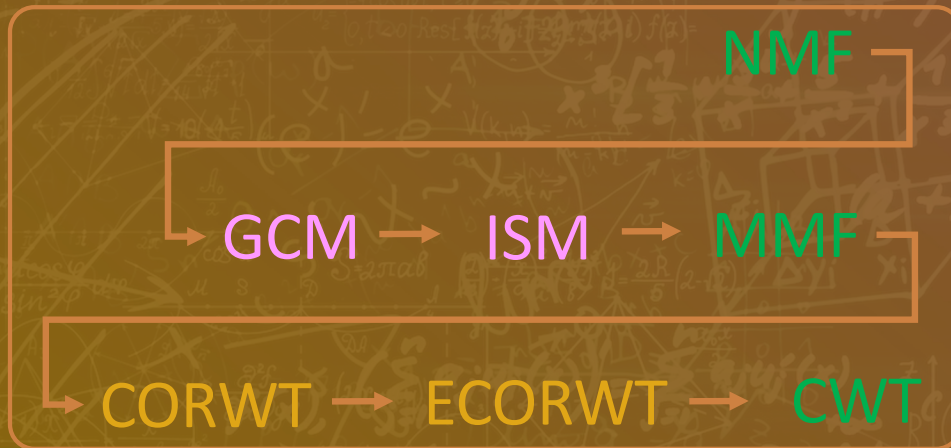 NMF
GCM → ISM → MMF
CORWT → ECORWT → CWT